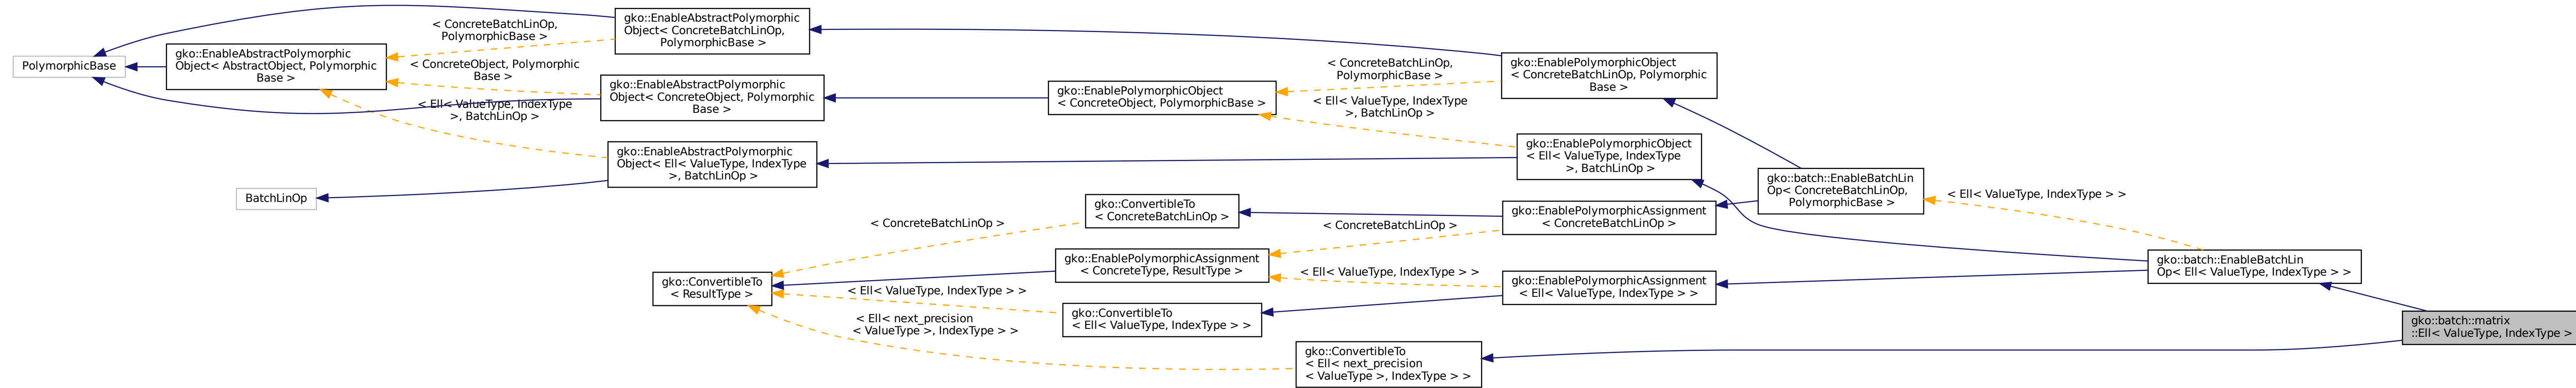 PolymorphicBase
gko::EnableAbstractPolymorphic
Object< AbstractObject, Polymorphic
Base >
BatchLinOp
< ConcreteBatchLinOp,
PolymorphicBase >
< ConcreteObject, Polymorphic
Base >
< Ell< ValueType, IndexType
>, BatchLinOp >
gko::EnableAbstractPolymorphic
Object< ConcreteBatchLinOp,
PolymorphicBase >
gko::EnableAbstractPolymorphic
Object< ConcreteObject, Polymorphic
Base >
gko::EnableAbstractPolymorphic
Object< Ell< ValueType, IndexType
>, BatchLinOp >
gko::ConvertibleTo
< ResultType >
< ConcreteBatchLinOp >
< Ell< ValueType, IndexType > >
< Ell< next_precision
< ValueType >, IndexType > >
gko::EnablePolymorphicObject
< ConcreteObject, PolymorphicBase >
gko::ConvertibleTo
< ConcreteBatchLinOp >
gko::EnablePolymorphicAssignment
< ConcreteType, ResultType >
gko::ConvertibleTo
< Ell< ValueType, IndexType > >
gko::ConvertibleTo
< Ell< next_precision
< ValueType >, IndexType > >
< ConcreteBatchLinOp,
PolymorphicBase >
< Ell< ValueType, IndexType
>, BatchLinOp >
< ConcreteBatchLinOp >
< Ell< ValueType, IndexType > >
gko::EnablePolymorphicObject
< ConcreteBatchLinOp, Polymorphic
Base >
gko::EnablePolymorphicObject
< Ell< ValueType, IndexType
>, BatchLinOp >
gko::EnablePolymorphicAssignment
< ConcreteBatchLinOp >
gko::EnablePolymorphicAssignment
< Ell< ValueType, IndexType > >
gko::batch::EnableBatchLin
Op< ConcreteBatchLinOp,
PolymorphicBase >
< Ell< ValueType, IndexType > >
gko::batch::EnableBatchLin
Op< Ell< ValueType, IndexType > >
gko::batch::matrix
::Ell< ValueType, IndexType >